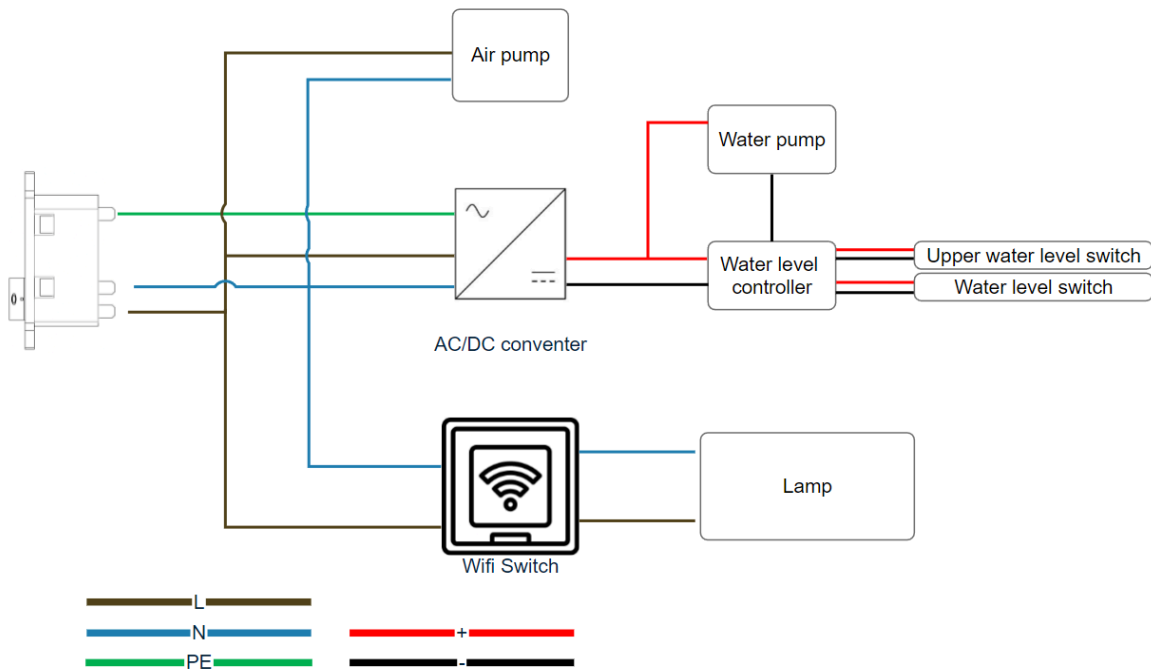 Air pump
Water pump
Water level
controller
Upper water level switch
Water level switch
AC/DC conventer
Lamp
Wifi Switch
L
N
+
PE
-